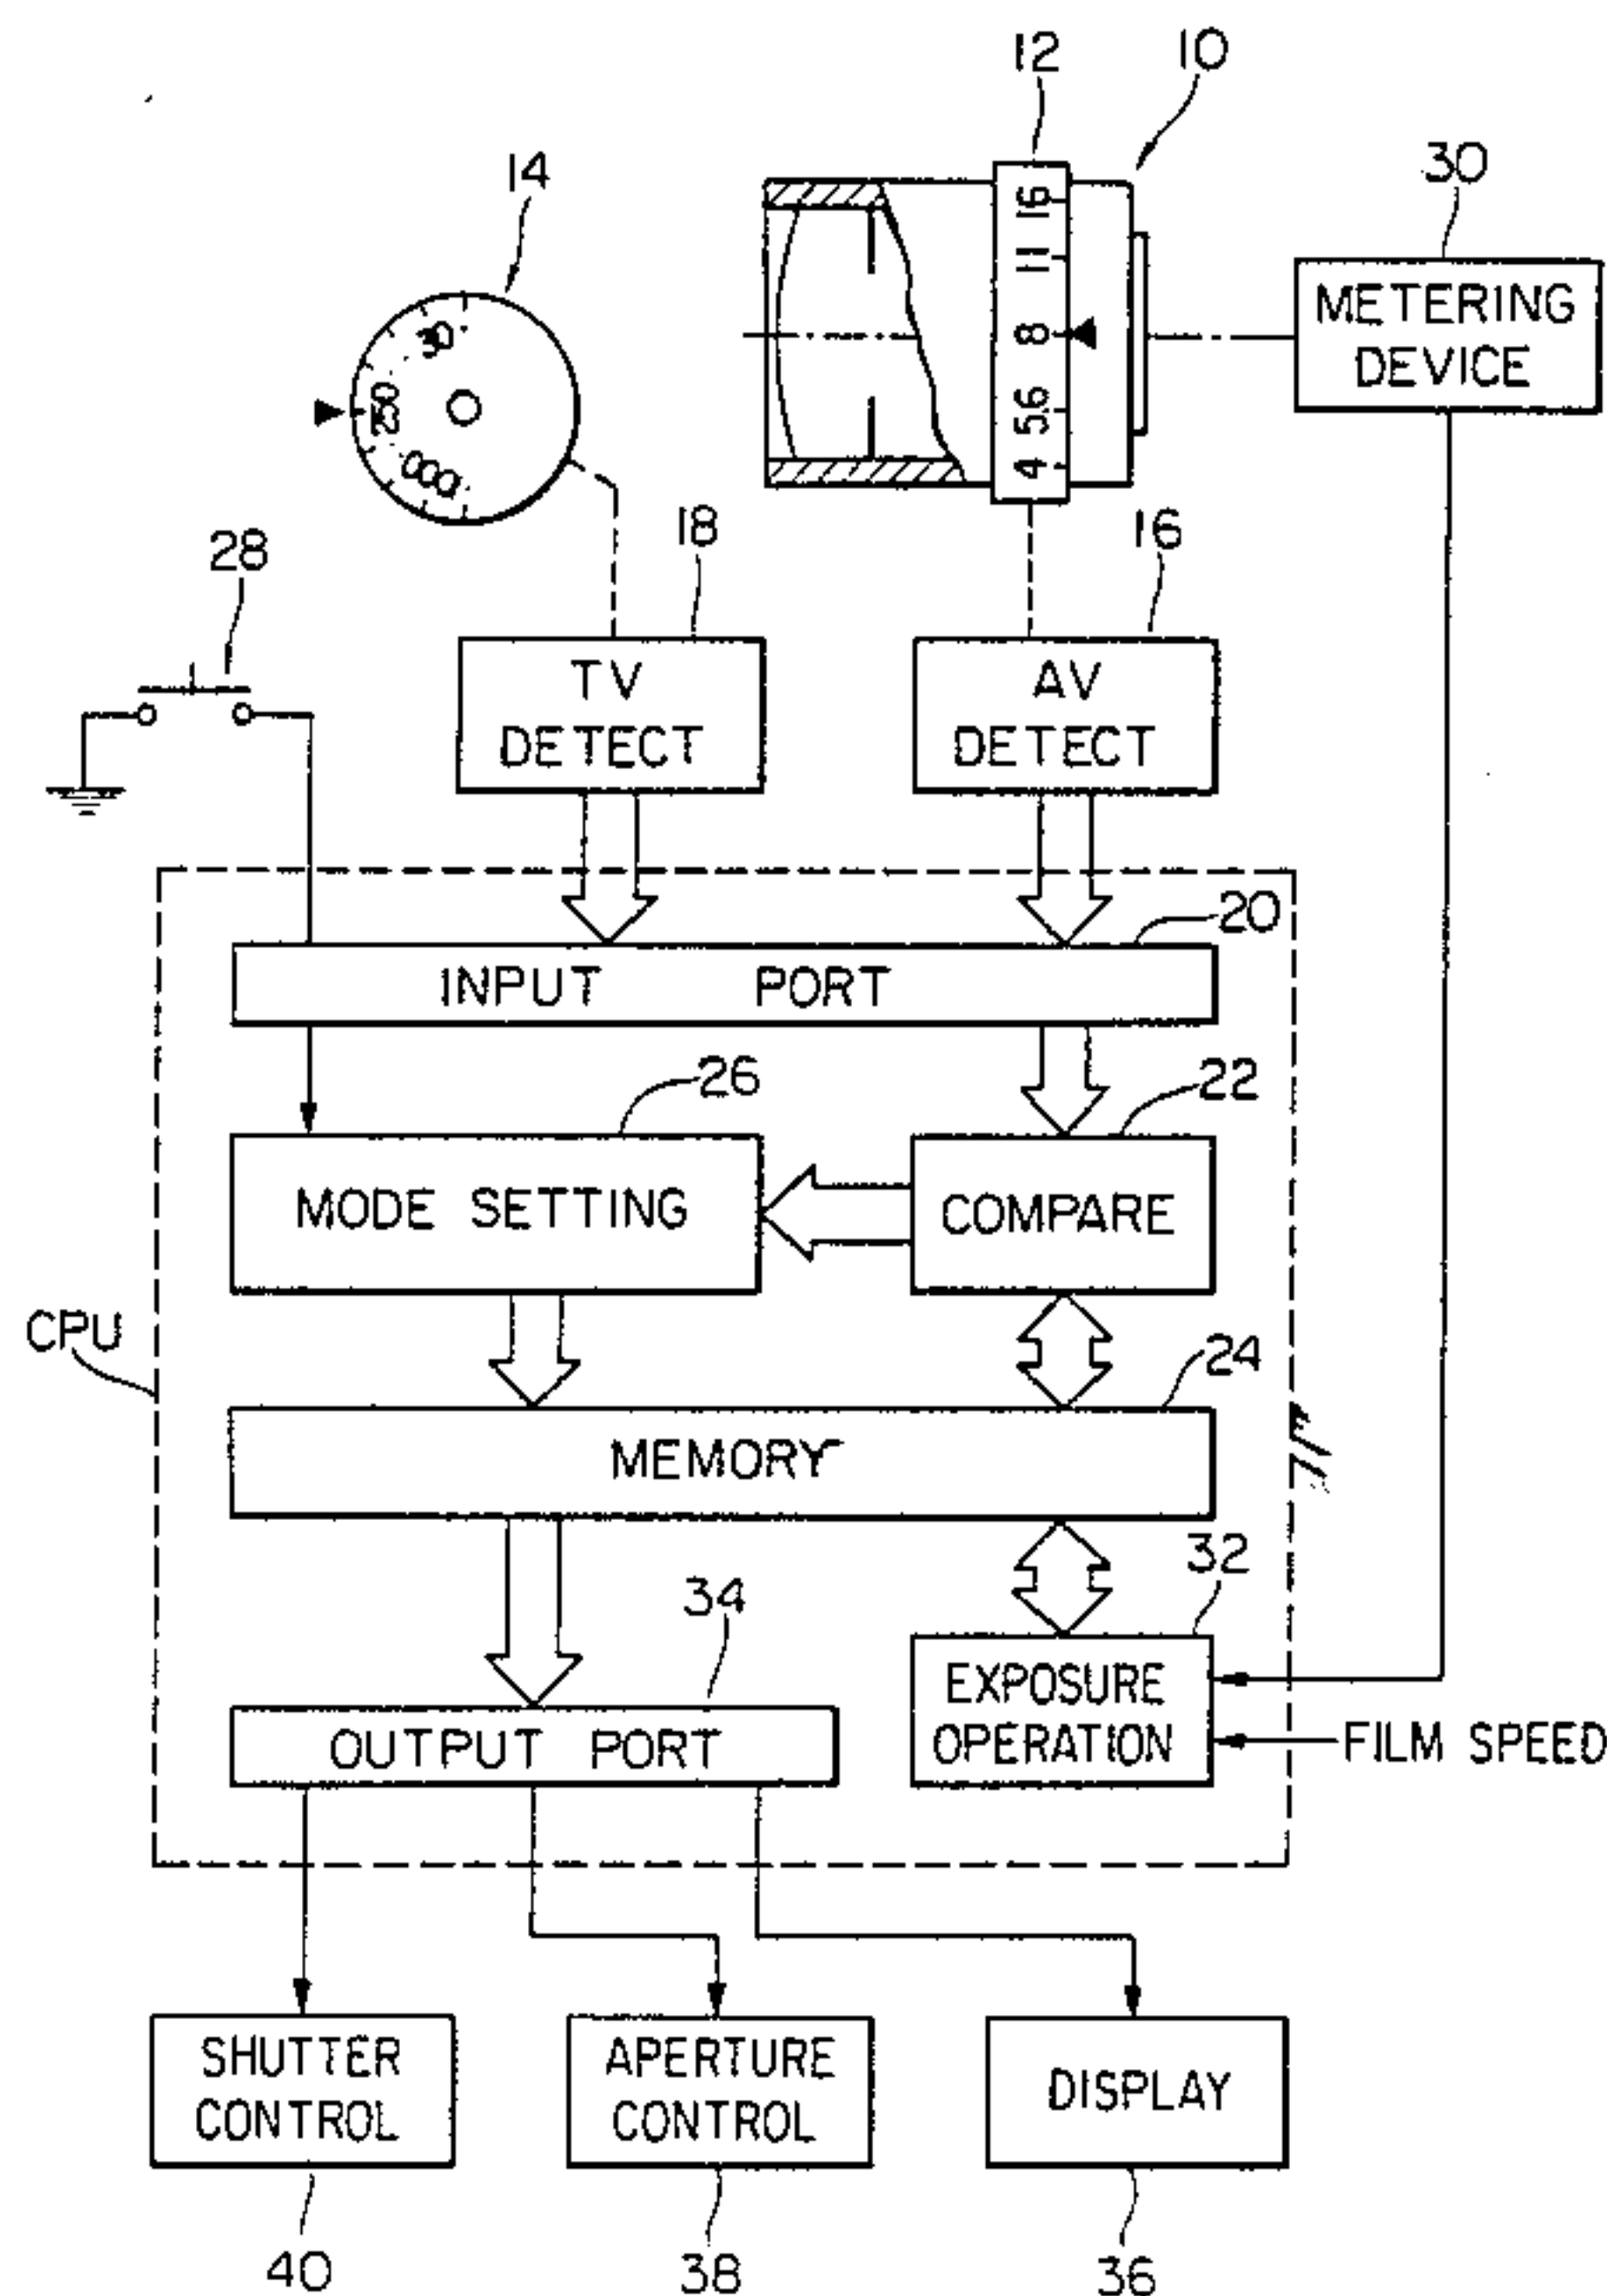 12
10
14
30
16
11
8
5.6
4
30
250
METERING
DEVICE
28
18
16
TV
DETECT
AV
DETECT
20
INPUT PORT
26
22
MODE SETTING
COMPARE
CPU
24
MEMORY
32
34
EXPOSURE
OPERATION
FILM SPEED
OUTPUT PORT
SHUTTER
CONTROL
APERTURE
CONTROL
DISPLAY
40
38
36